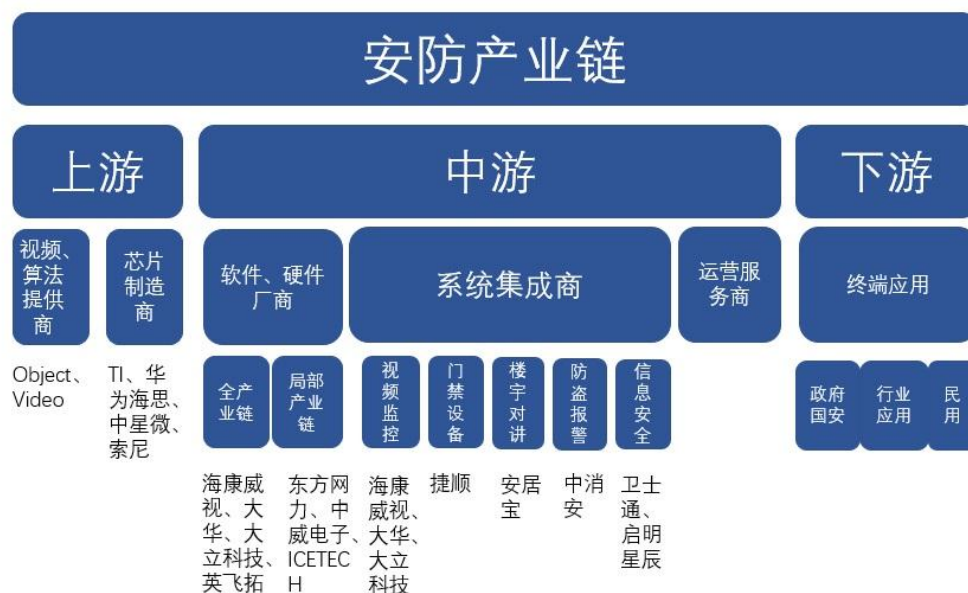 安防产业链
上游
中游
下游
视频、
算法
提供
商
芯片
制造
商
软件、硬件
厂商
系统集成商
运营服
务商
终端应用
Object、
Video
TI、华
为海思、
中星微、
索尼
全产
业链
局部
产业
链
视
频
监
控
门
禁
设
备
楼
宇
对
讲
防
盗
报
警
信
息
安
全
政府
国安
行业
应用
民
用
海康威
视、大
华、大
立科技、
英飞拓
东方网
力、中
威电子、
ICETEC
H
海康
威视、
大华、
大立
科技
捷顺
安居
宝
中消
安
卫士
通、
启明
星辰